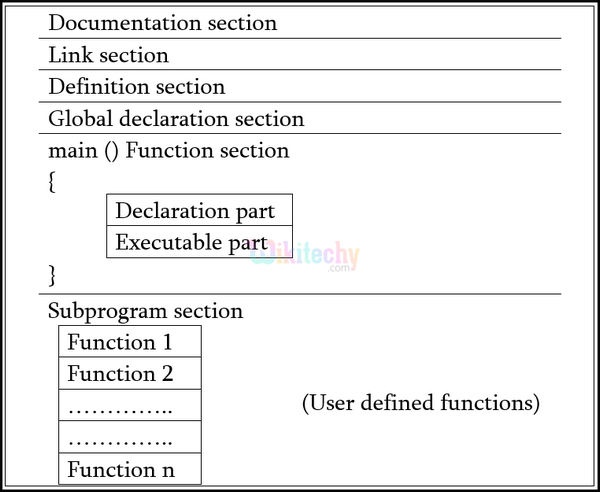 Documentation section
Link section
Definition section
Global declaration section
main () Function section
{
Declaration part
Executable part
Wikitechy
.com
}
Subprogram section
Function 1
Function 2
…………..
(User defined functions)
…………..
Function n